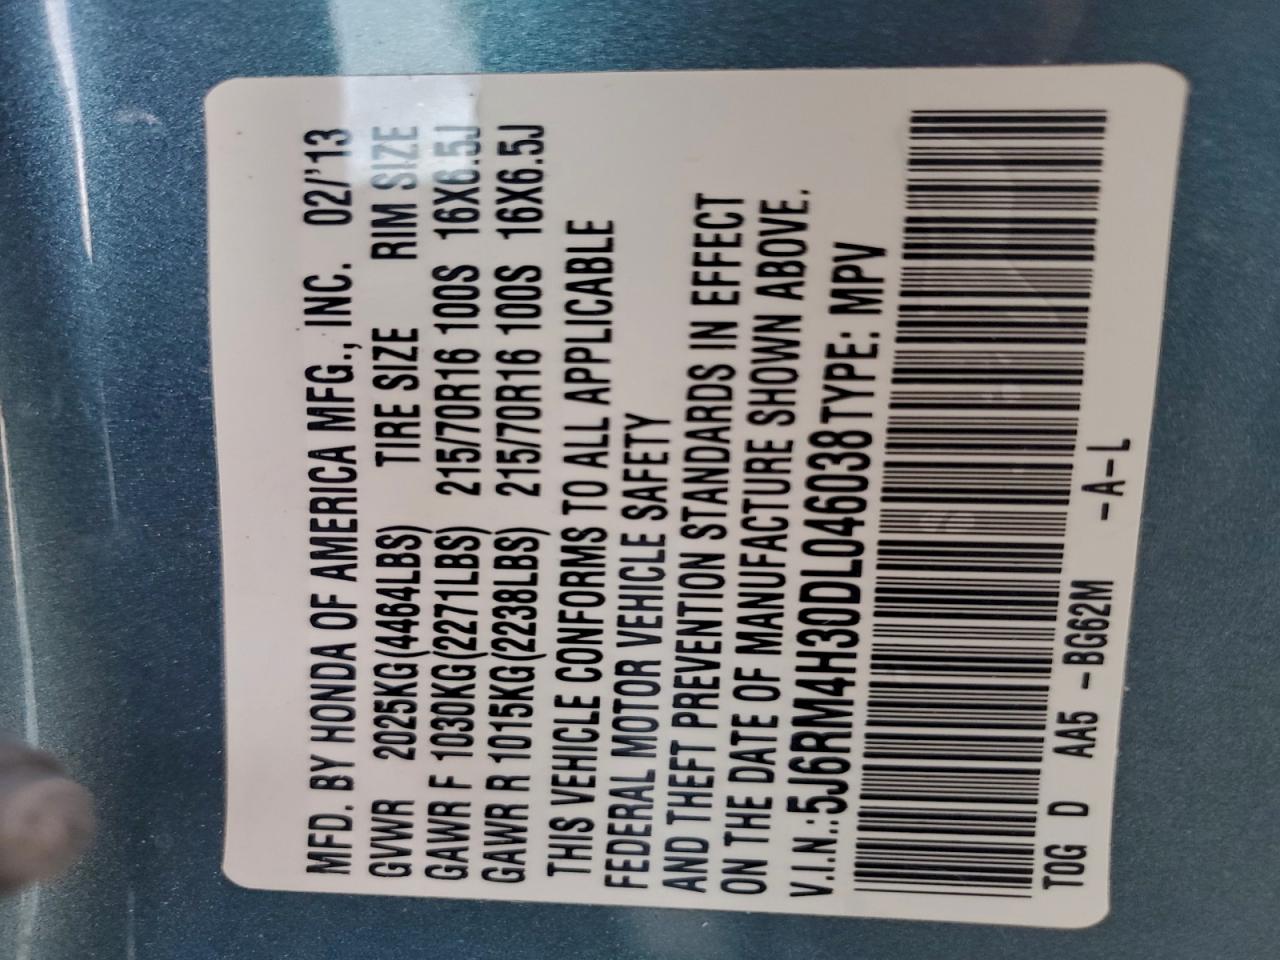 MFD. BY HONDA OF AMERICA MFG., INC. 02/'13
GVWR 2025KG(4464LBS) TIRE SIZE RIM SIZE
GAWR F 1030KG(2271LBS) 215/70R16 100S 16X6.5J
GAWR R 1015KG(2238LBS) 215/70R16 100S 16X6.5J
THIS VEHICLE CONFORMS TO ALL APPLICABLE
FEDERAL MOTOR VEHICLE SAFETY
AND THEFT PREVENTION STANDARDS IN EFFECT
ON THE DATE OF MANUFACTURE SHOWN ABOVE.
V.I.N.:5J6RM4H30DL046038TYPE: MPV
TOG D AA5 -BG62M -A-L